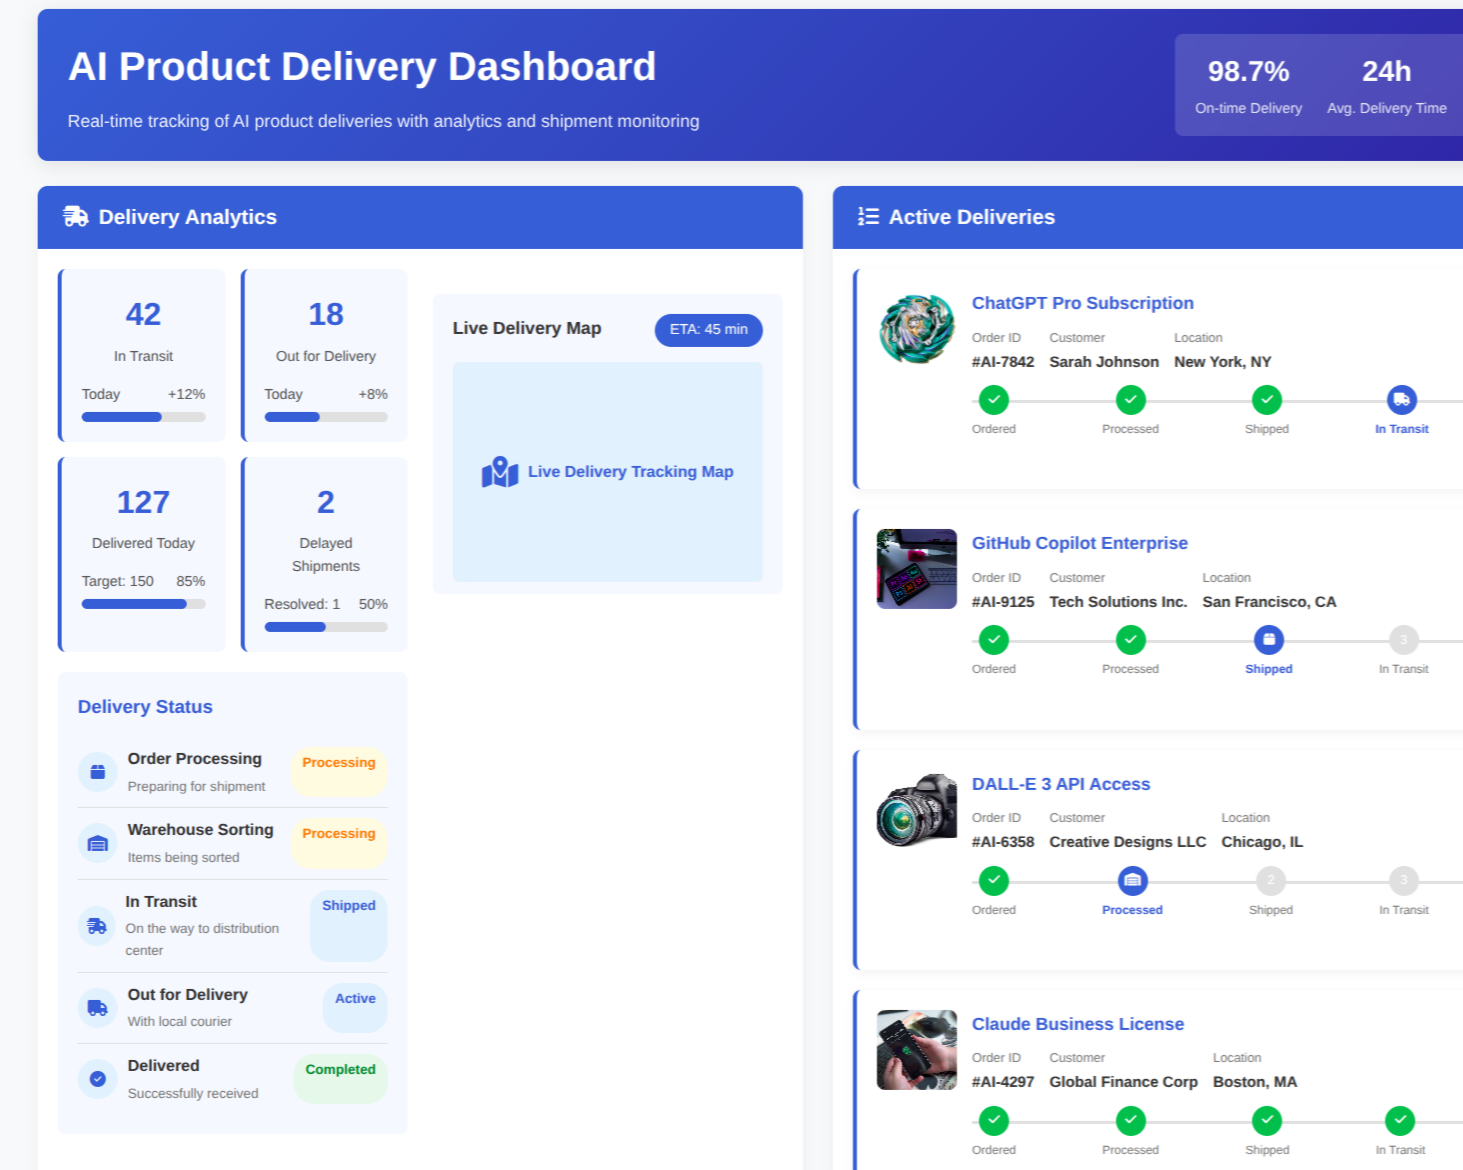 AI Product Delivery Dashboard
Real-time tracking of AI product deliveries with analytics and shipment monitoring
98.7%
On-time Delivery
24h
Avg. Delivery Time
Delivery Analytics
42
In Transit
Today +12%
18
Out for Delivery
Today +8%
127
Delivered Today
Target: 150 85%
2
Delayed
Shipments
Resolved: 1 50%
Live Delivery Map
ETA: 45 min
Live Delivery Tracking Map
Delivery Status
Order Processing
Preparing for shipment
Processing
Warehouse Sorting
Items being sorted
Processing
In Transit
On the way to distribution
center
Shipped
Out for Delivery
With local courier
Active
Delivered
Successfully received
Completed
Active Deliveries
ChatGPT Pro Subscription
Order ID Customer Location
#AI-7842 Sarah Johnson New York, NY
Ordered Processed Shipped In Transit
GitHub Copilot Enterprise
Order ID Customer Location
#AI-9125 Tech Solutions Inc. San Francisco, CA
3
Ordered Processed Shipped In Transit
DALL-E 3 API Access
Order ID Customer Location
#AI-6358 Creative Designs LLC Chicago, IL
2 3
Ordered Processed Shipped In Transit
Claude Business License
Order ID Customer Location
#AI-4297 Global Finance Corp Boston, MA
Ordered Processed Shipped In Transit